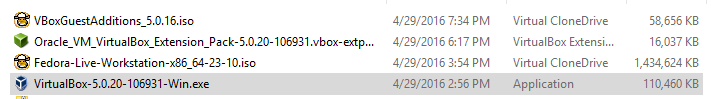 VBoxGuestAdditions_5.0.16.iso 4/29/2016 7:34 PM Virtual CloneDrive 58,656 KB
Oracle_VM_VirtualBox_Extension_Pack-5.0.20-106931.vbox-extp... 4/29/2016 6:17 PM VirtualBox Extensi... 16,037 KB
Fedora-Live-Workstation-x86_64-23-10.iso 4/29/2016 3:54 PM Virtual CloneDrive 1,434,624 KB
VirtualBox-5.0.20-106931-Win.exe 4/29/2016 2:56 PM Application 110,460 KB